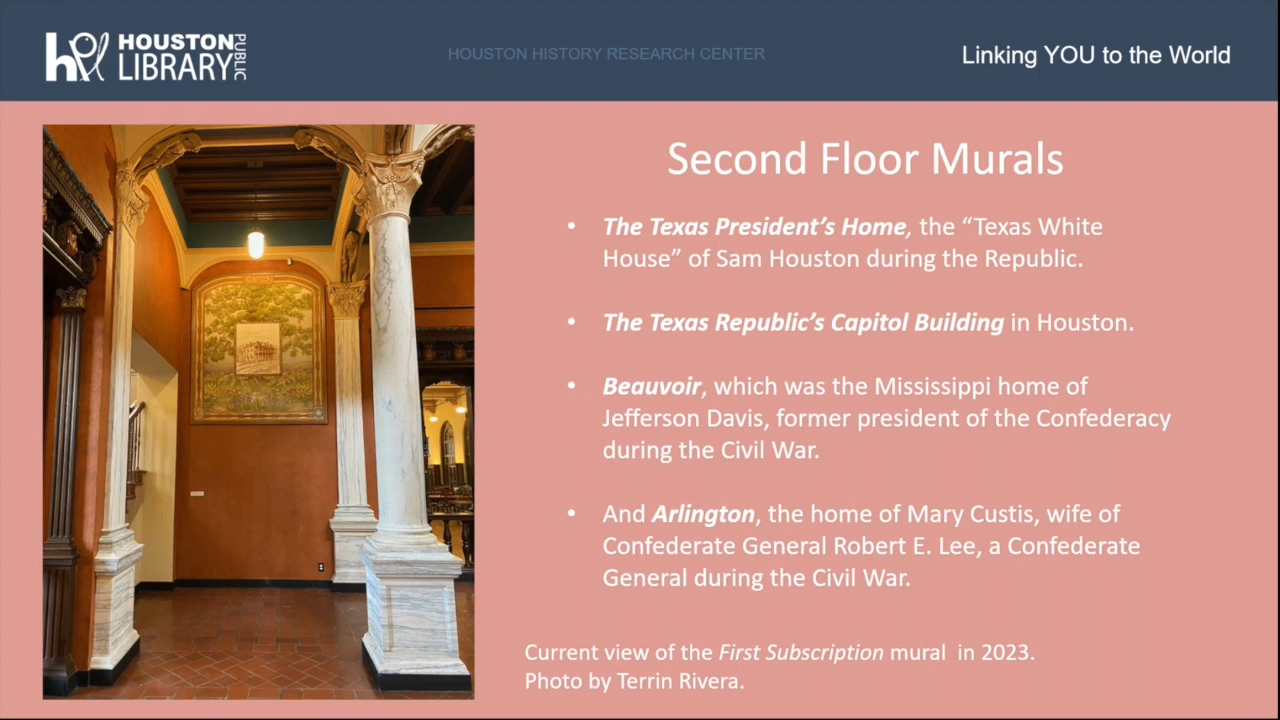 HOUSTON
LIBRARY
PUBLIC
HOUSTON HISTORY RESEARCH CENTER
Linking YOU to the World
Second Floor Murals
• The Texas President’s Home, the “Texas White
House” of Sam Houston during the Republic.
• The Texas Republic’s Capitol Building in Houston.
• Beauvoir, which was the Mississippi home of
Jefferson Davis, former president of the Confederacy
during the Civil War.
• And Arlington, the home of Mary Custis, wife of
Confederate General Robert E. Lee, a Confederate
General during the Civil War.
Current view of the First Subscription mural in 2023.
Photo by Terrin Rivera.